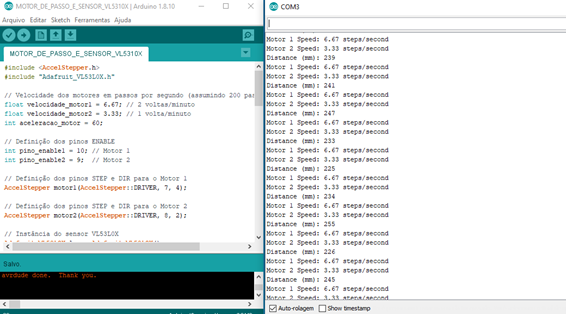 MOTOR_DE_PASSO_E_SENSOR_VL5310X | Arduino 1.8.10
Arquivo Editar Sketch Ferramentas Ajuda
MOTOR_DE_PASSO_E_SENSOR_VL5310X
#include <AccelStepper.h>
#include "Adafruit_VL53L0X.h"
// Velocidade dos motores em passos por segundo (assumindo 200 pa
float velocidade_motor1 = 6.67; // 2 voltas/minuto
float velocidade_motor2 = 3.33; // 1 volta/minuto
int aceleracao_motor = 60;
// Definição dos pinos ENABLE
int pino_enable1 = 10; // Motor 1
int pino_enable2 = 9; // Motor 2
// Definição dos pinos STEP e DIR para o Motor 1
AccelStepper motor1(AccelStepper::DRIVER, 7, 4);
// Definição dos pinos STEP e DIR para o Motor 2
AccelStepper motor2(AccelStepper::DRIVER, 8, 2);
// Instância do sensor VL53L0X
Salvo.
avrdude done. Thank you.
COM3
Motor 1 Speed: 6.67 steps/second
Motor 2 Speed: 3.33 steps/second
Distance (mm): 239
Motor 1 Speed: 6.67 steps/second
Motor 2 Speed: 3.33 steps/second
Distance (mm): 241
Motor 1 Speed: 6.67 steps/second
Motor 2 Speed: 3.33 steps/second
Distance (mm): 247
Motor 1 Speed: 6.67 steps/second
Motor 2 Speed: 3.33 steps/second
Distance (mm): 233
Motor 1 Speed: 6.67 steps/second
Motor 2 Speed: 3.33 steps/second
Distance (mm): 225
Motor 1 Speed: 6.67 steps/second
Motor 2 Speed: 3.33 steps/second
Distance (mm): 234
Motor 1 Speed: 6.67 steps/second
Motor 2 Speed: 3.33 steps/second
Distance (mm): 255
Motor 1 Speed: 6.67 steps/second
Motor 2 Speed: 3.33 steps/second
Distance (mm): 226
Motor 1 Speed: 6.67 steps/second
Motor 2 Speed: 3.33 steps/second
Distance (mm): 245
Motor 1 Speed: 6.67 steps/second
Motor 2 Speed: 3.33 steps/second
Auto-rolagem Show timestamp